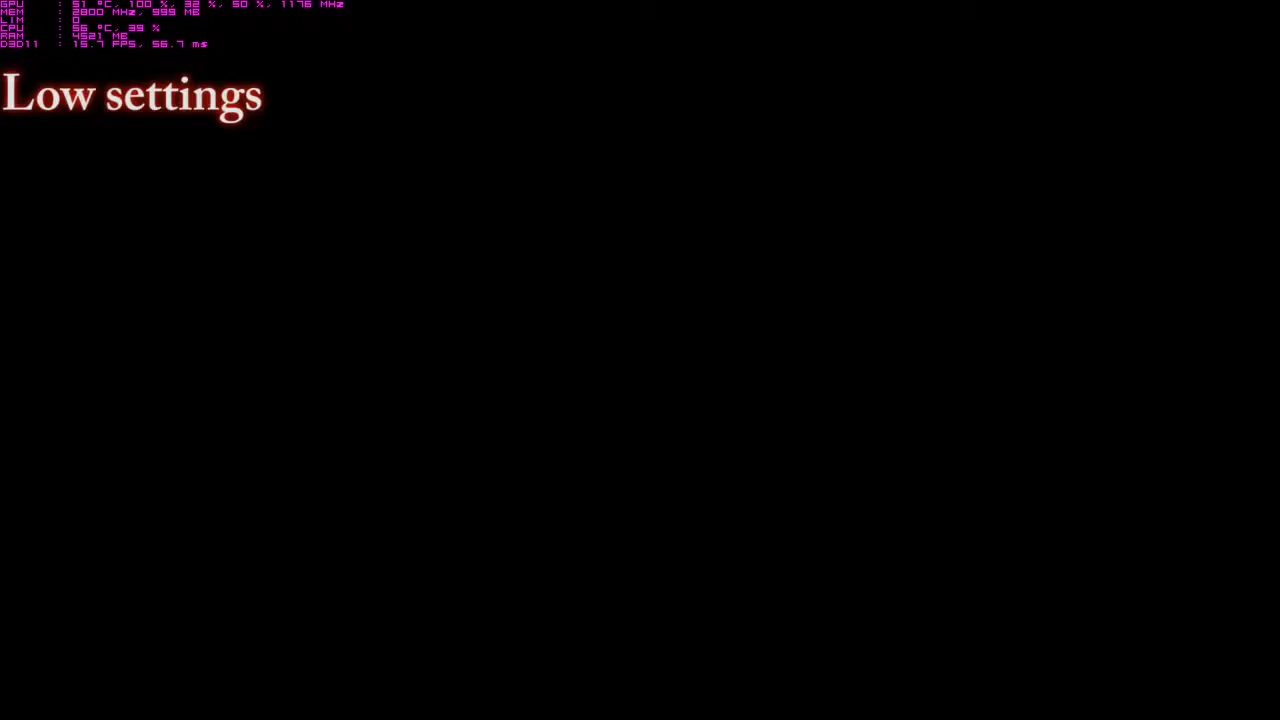 GPU : 51 °C, 100 %, 32 %, 50 %, 1176 MHz
MEM : 2800 MHz, 999 MB
LIM : 0
CPU : 56 °C, 39 %
RAM : 4521 MB
D3D11 : 15.7 FPS, 56.7 ms
Low settings